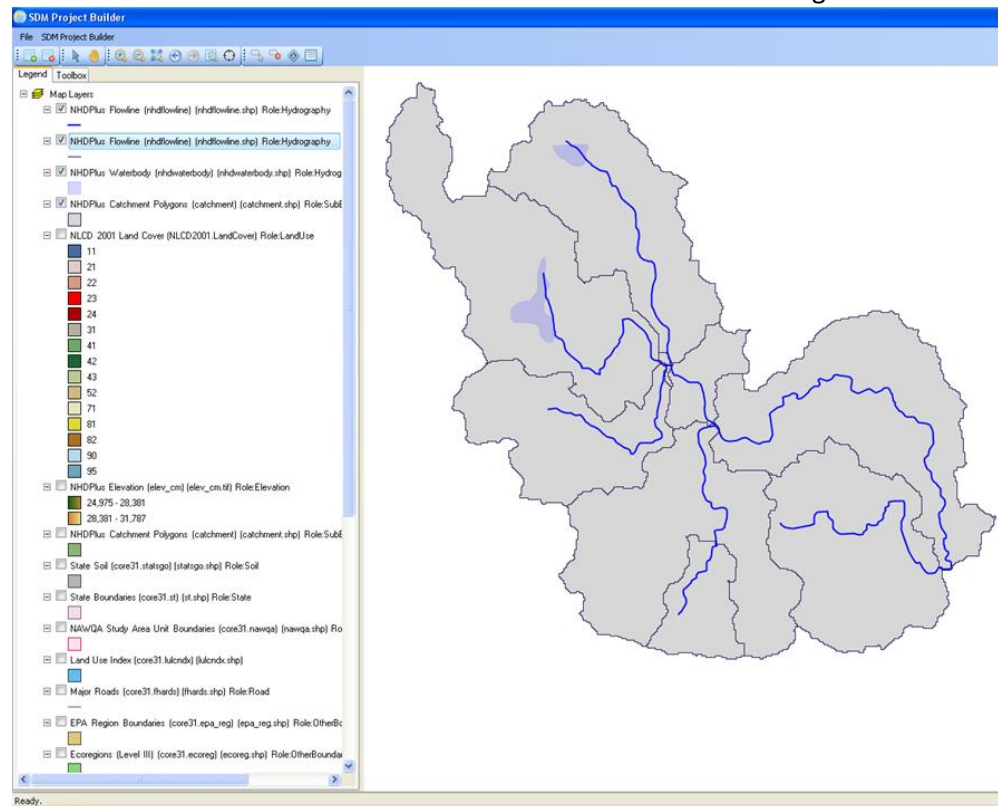 SDM Project Builder
File SDM Project Builder
Legend Toolbox
Map Layers
NHDPlus Flowline (nhdflowline) (nhdflowline.shp) Role:Hydrography
NHDPlus Flowline (nhdflowline) (nhdflowline.shp) Role:Hydrography
NHDPlus Waterbody (nhdwaterbody) (nhdwaterbody.shp) Role:Hydrog
NHDPlus Catchment Polygons (catchment) (catchment.shp) Role:SubB
NLCD 2001 Land Cover (NLCD2001.LandCover) Role:LandUse
11
21
22
23
24
31
41
42
43
52
71
81
82
90
95
NHDPlus Elevation (elev_cm) (elev_cm.tif) Role:Elevation
24,975 - 28,381
28,381 - 31,787
NHDPlus Catchment Polygons (catchment) (catchment.shp) Role:SubB
State Soil (core31.statsgo) (statsgo.shp) Role:Soil
State Boundaries (core31.st) (st.shp) Role:State
NAWQA Study Area Unit Boundaries (core31.nawqa) (nawqa.shp) Ro
Land Use Index (core31.lulcndx) (lulcndx.shp)
Major Roads (core31.fhards) (fhards.shp) Role:Road
EPA Region Boundaries (core31.epa_reg) (epa_reg.shp) Role:OtherBo
Ecoregions (Level III) (core31.ecoreg) (ecoreg.shp) Role:OtherBoundar
Ready.